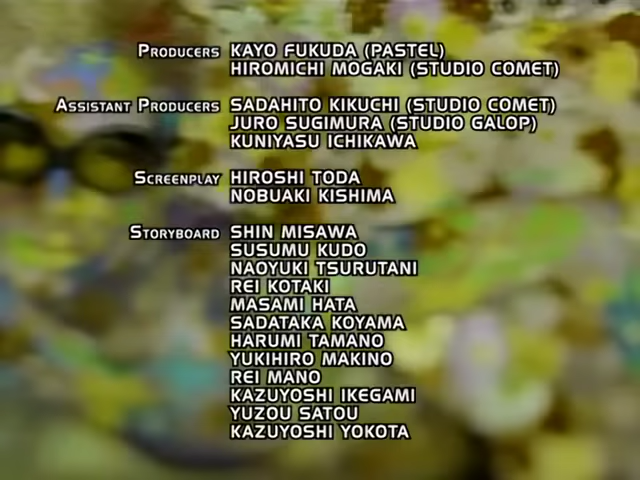 PRODUCERS KAYO FUKUDA (PASTEL)
HIROMICHI MOGAKI (STUDIO COMET)
ASSISTANT PRODUCERS SADAHITO KIKUCHI (STUDIO COMET)
JURO SUGIMURA (STUDIO GALOP)
KUNIYASU ICHIKAWA
SCREENPLAY HIROSHI TODA
NOBUAKI KISHIMA
STORYBOARD SHIN MISAWA
SUSUMU KUDO
NAOYUKI TSURUTANI
REI KOTAKI
MASAMI HATA
SADATAKA KOYAMA
HARUMI TAMANO
YUKIHIRO MAKINO
REI MANO
KAZUYOSHI IKEGAMI
YUZOU SATOU
KAZUYOSHI YOKOTA